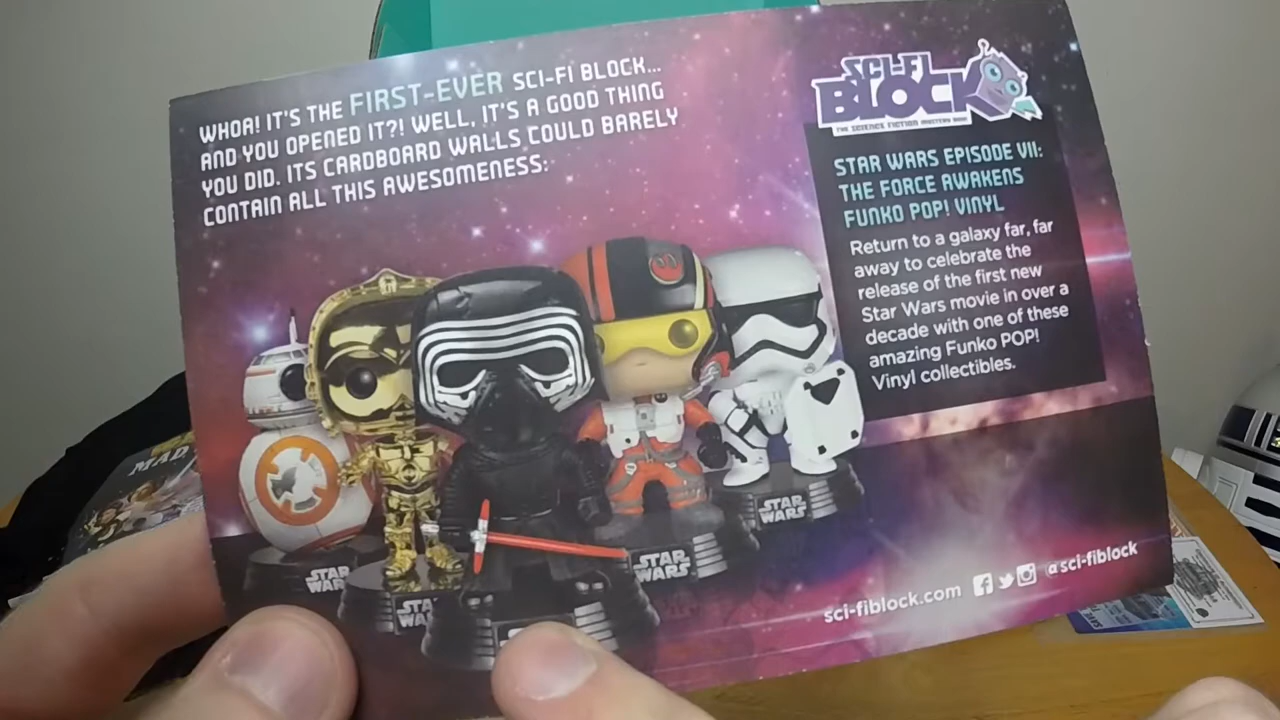 WHOA! IT'S THE FIRST-EVER SCI-FI BLOCK...
AND YOU OPENED IT?! WELL, IT'S A GOOD THING
YOU DID. ITS CARDBOARD WALLS COULD BARELY
CONTAIN ALL THIS AWESOMENESS:
SCI-FI
BLOCK
THE SCIENCE FICTION MYSTERY BOX
STAR WARS EPISODE VII:
THE FORCE AWAKENS
FUNKO POP! VINYL
Return to a galaxy far, far
away to celebrate the
release of the first new
Star Wars movie in over a
decade with one of these
amazing Funko POP!
Vinyl collectibles.
STAR
WARS
STAR
WARS
STAR
WAR
STA
WA
sci-fiblock.com @sci-fiblock
MAD